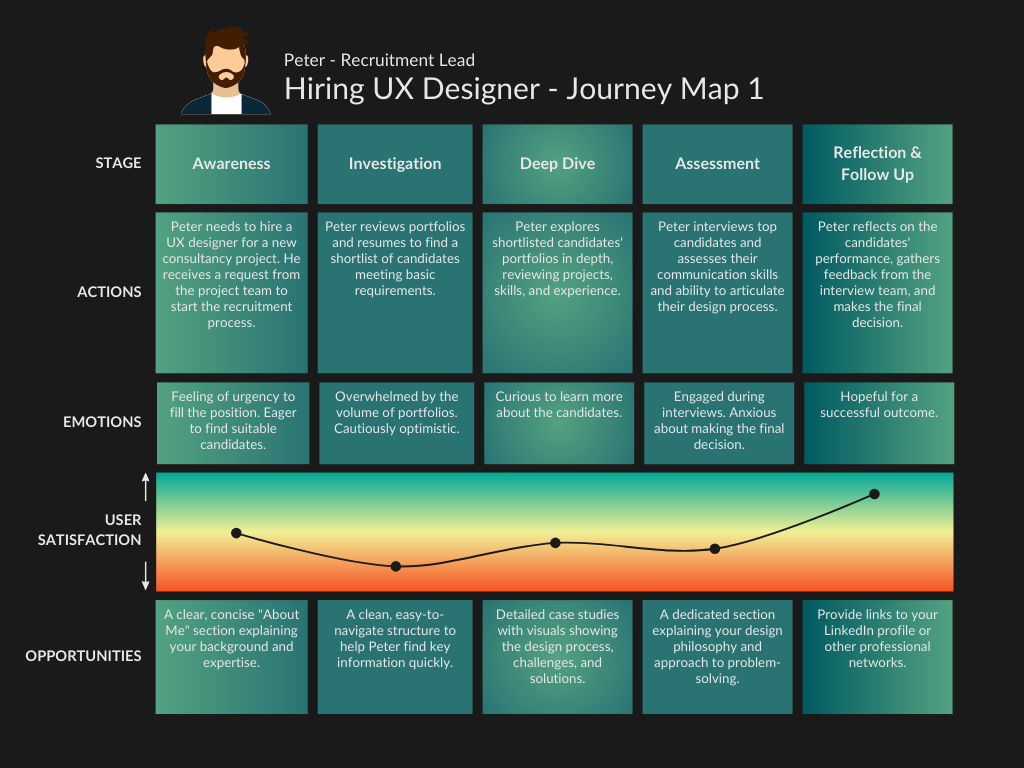 Peter - Recruitment Lead
Hiring UX Designer - Journey Map 1
STAGE
Awareness
Investigation
Deep Dive
Assessment
Reflection &
Follow Up
ACTIONS
Peter needs to hire a
UX designer for a new
consultancy project. He
receives a request from
the project team to
start the recruitment
process.
Peter reviews portfolios
and resumes to find a
shortlist of candidates
meeting basic
requirements.
Peter explores
shortlisted candidates'
portfolios in depth,
reviewing projects,
skills, and experience.
Peter interviews top
candidates and
assesses their
communication skills
and ability to articulate
their design process.
Peter reflects on the
candidates'
performance, gathers
feedback from the
interview team, and
makes the final
decision.
EMOTIONS
Feeling of urgency to
fill the position. Eager
to find suitable
candidates.
Overwhelmed by the
volume of portfolios.
Cautiously optimistic.
Curious to learn more
about the candidates.
Engaged during
interviews. Anxious
about making the final
decision.
Hopeful for a
successful outcome.
USER
SATISFACTION
OPPORTUNITIES
A clear, concise "About
Me" section explaining
your background and
expertise.
A clean, easy-to-
navigate structure to
help Peter find key
information quickly.
Detailed case studies
with visuals showing
the design process,
challenges, and
solutions.
A dedicated section
explaining your design
philosophy and
approach to problem-
solving.
Provide links to your
LinkedIn profile or
other professional
networks.